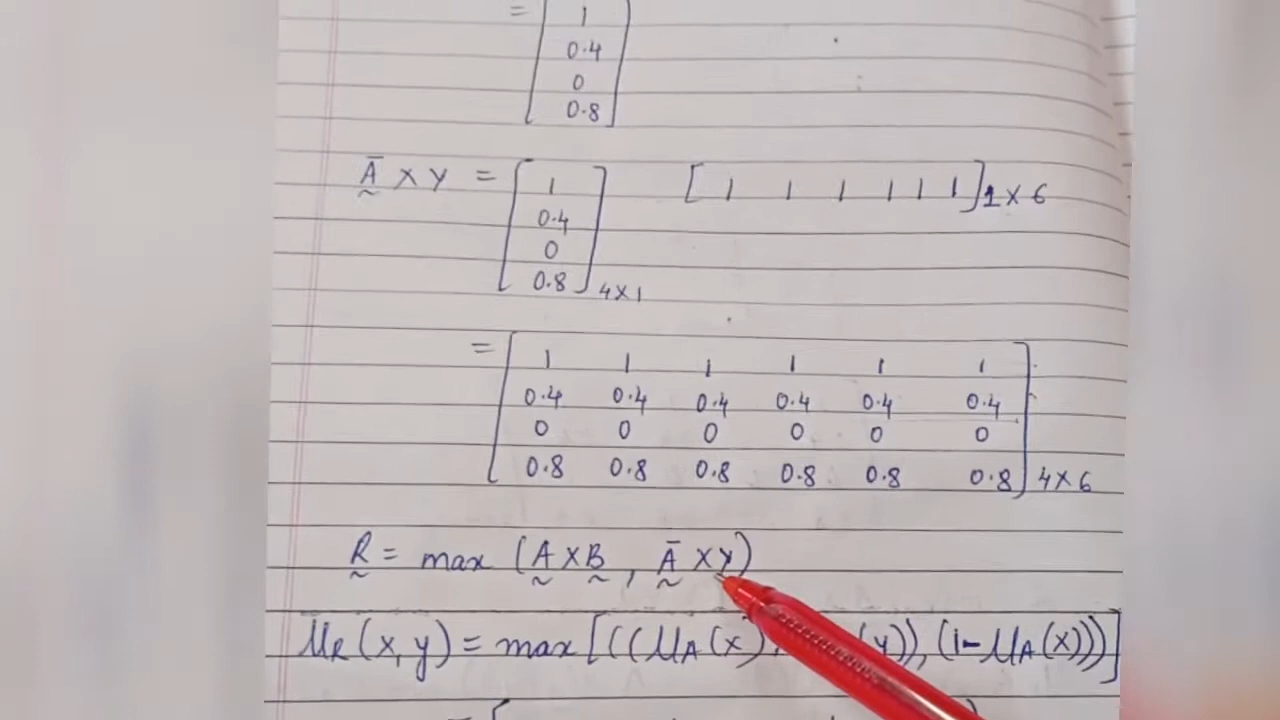 = [ 1
0.4
0
0.8 ]
Ā × Y = [ 1 0.4 0 0.8 ] 4×1 [ 1 1 1 1 1 1 ] 1×6
= [ 1 1 1 1 1 1
0.4 0.4 0.4 0.4 0.4 0.4
0 0 0 0 0 0
0.8 0.8 0.8 0.8 0.8 0.8 ] 4×6
R = max (A×B, Ā×Y)
μR(x,y) = max[((μA(x) (y)), (1-μA(x)))]